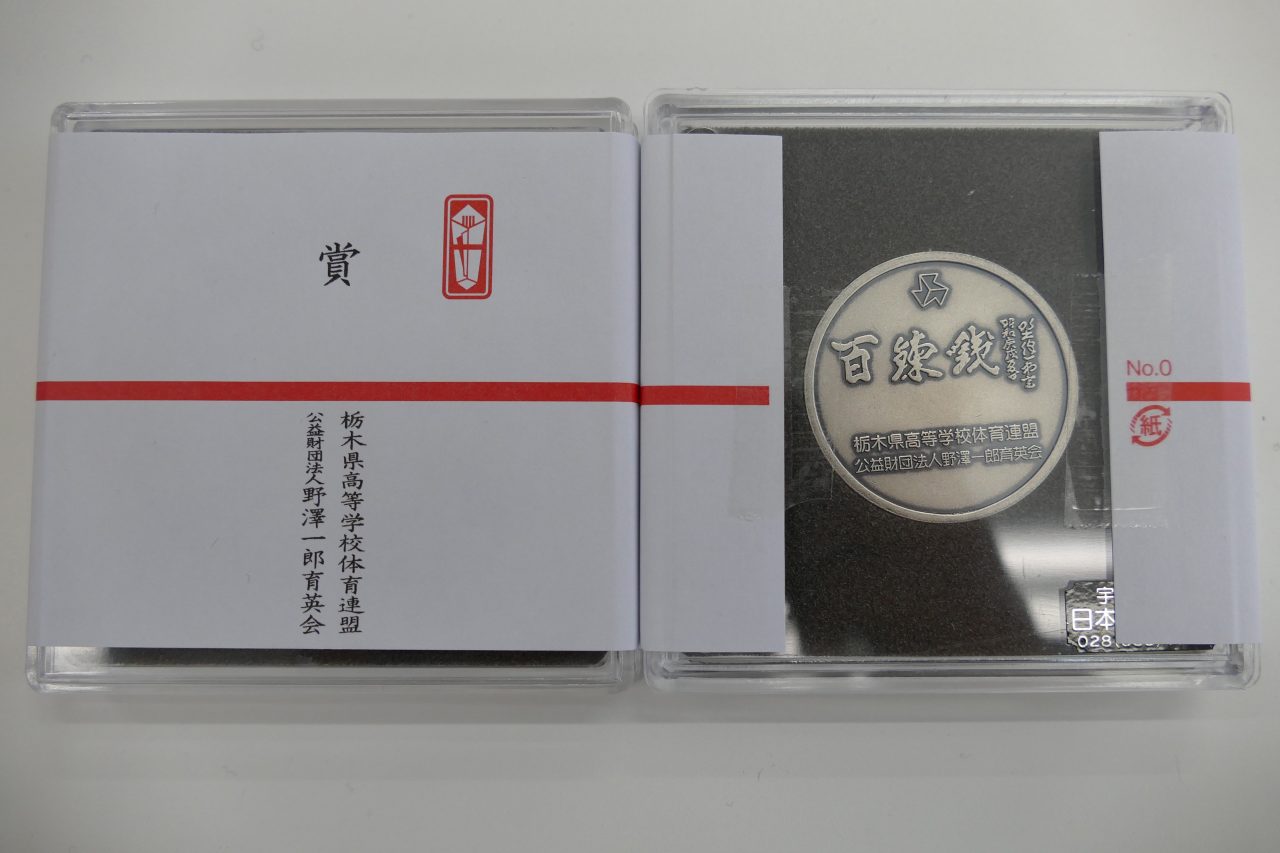 賞
栃木県高等学校体育連盟
公益財団法人野澤一郎育英会
百錬鉄
栃木県高等学校体育連盟
公益財団法人野澤一郎育英会
No.0
紙
宇
日本
028